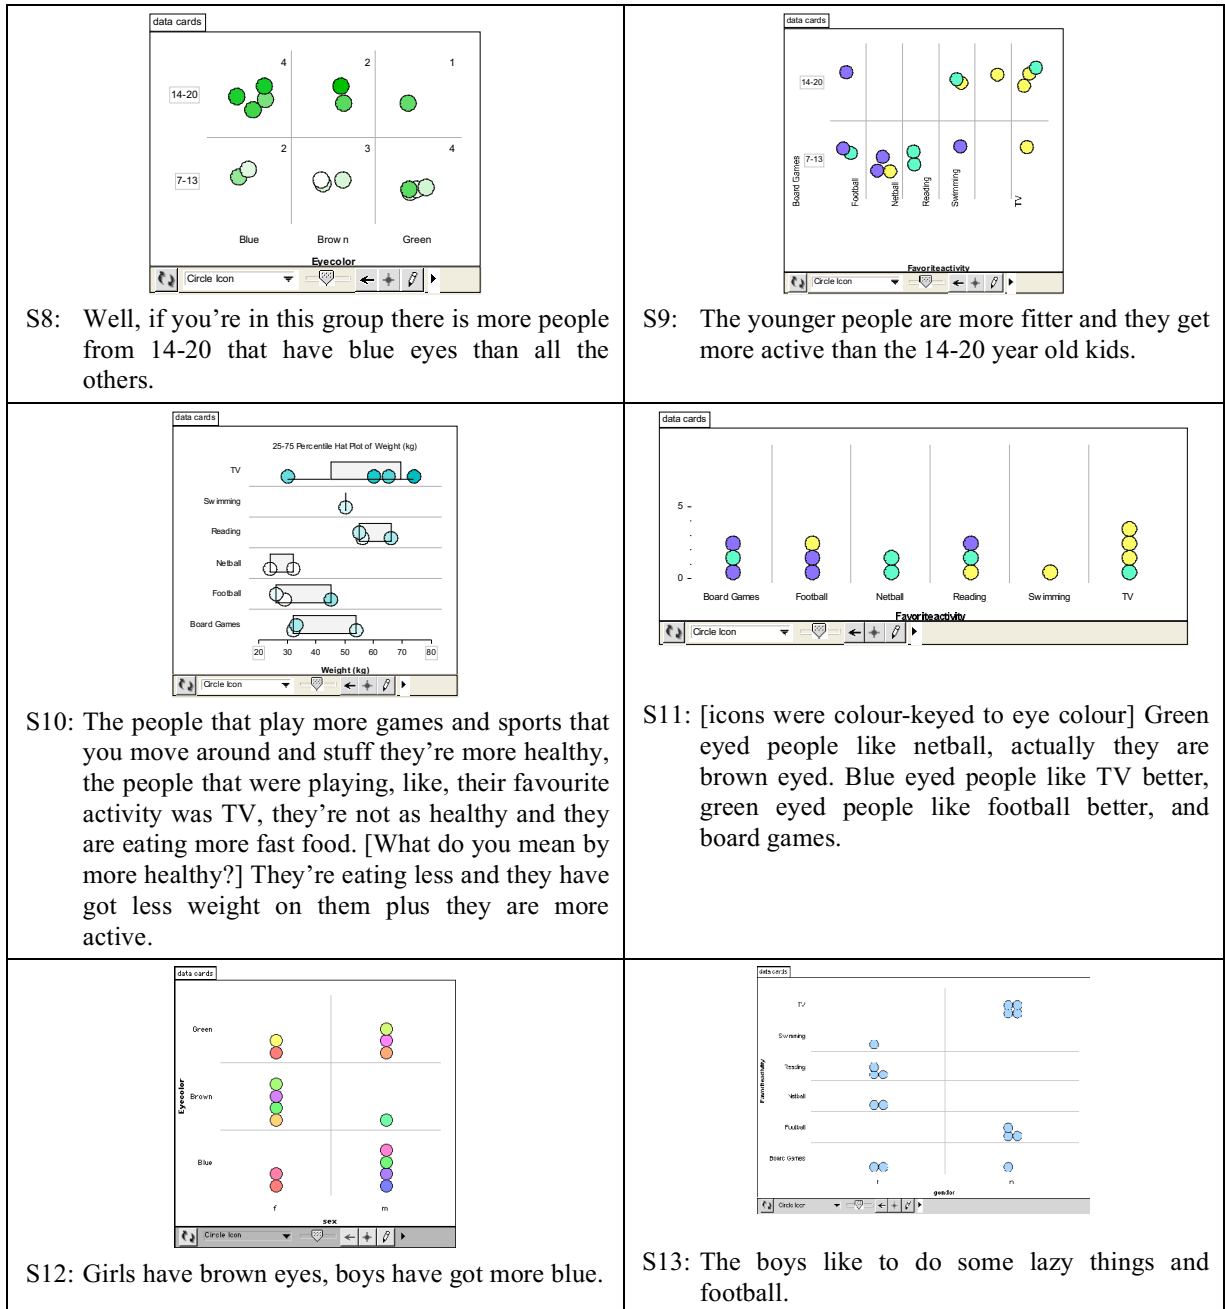 data cards
4
2
1
14-20
2
3
4
7-13
Blue
Brown
Green
Eyecolor
Circle Icon
S8: Well, if you’re in this group there is more people
from 14-20 that have blue eyes than all the
others.
data cards
14-20
7-13
Board Games
Football
Netball
Reading
Swimming
TV
Favoriteactivity
Circle Icon
S9: The younger people are more fitter and they get
more active than the 14-20 year old kids.
data cards
25-75 Percentile Hat Plot of Weight (kg)
TV
Swimming
Reading
Netball
Football
Board Games
20 30 40 50 60 70 80
Weight (kg)
Circle Icon
S10: The people that play more games and sports that
you move around and stuff they’re more healthy,
the people that were playing, like, their favourite
activity was TV, they’re not as healthy and they
are eating more fast food. [What do you mean by
more healthy?] They’re eating less and they have
got less weight on them plus they are more
active.
data cards
5
0
Board Games Football Netball Reading Swimming TV
Favoriteactivity
Circle Icon
S11: [icons were colour-keyed to eye colour] Green
eyed people like netball, actually they are
brown eyed. Blue eyed people like TV better,
green eyed people like football better, and
board games.
data cards
Green
Brown
Blue
Eyecolor
f m
sex
Circle Icon
S12: Girls have brown eyes, boys have got more blue.
data cards
TV
Swimming
Reading
Netball
Football
Board Games
Favoriteactivity
f m
gender
Circle Icon
S13: The boys like to do some lazy things and
football.